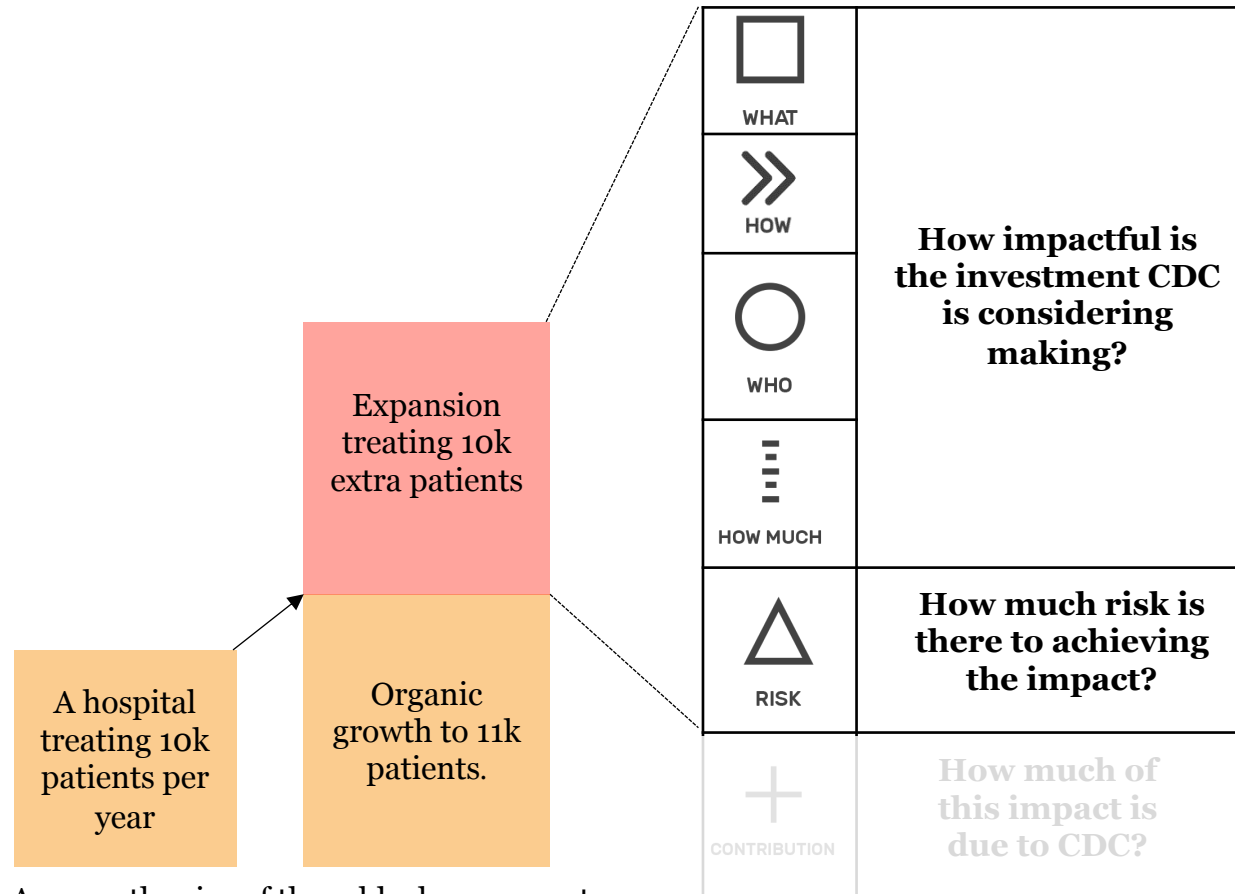 WHAT
HOW
WHO
HOW MUCH
How impactful is
the investment CDC
is considering
making?
Expansion
treating 10k
extra patients
RISK
How much risk is
there to achieving
the impact?
A hospital
treating 10k
patients per
year
Organic
growth to 11k
patients.
CONTRIBUTION
How much of
this impact is
due to CDC?